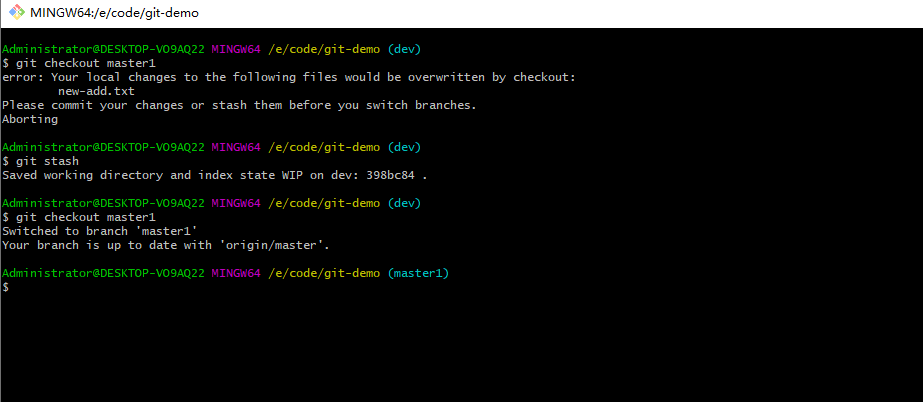 MINGW64:/e/code/git-demo
Administrator@DESKTOP-VO9AQ22 MINGW64 /e/code/git-demo (dev)
$ git checkout master1
error: Your local changes to the following files would be overwritten by checkout:
        new-add.txt
Please commit your changes or stash them before you switch branches.
Aborting
Administrator@DESKTOP-VO9AQ22 MINGW64 /e/code/git-demo (dev)
$ git stash
Saved working directory and index state WIP on dev: 398bc84 .
Administrator@DESKTOP-VO9AQ22 MINGW64 /e/code/git-demo (dev)
$ git checkout master1
Switched to branch 'master1'
Your branch is up to date with 'origin/master'.
Administrator@DESKTOP-VO9AQ22 MINGW64 /e/code/git-demo (master1)
$